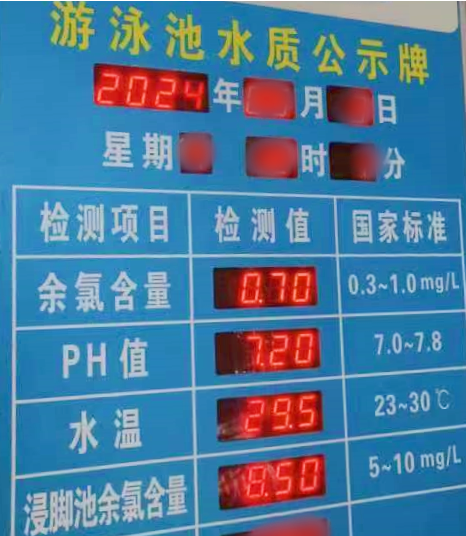 游泳池水质公示牌
2024年 月 日
星期 时 分
检测项目 检测值 国家标准
余氯含量 0.70 0.3~1.0 mg/L
PH值 7.20 7.0~7.8
水温 29.5 23~30℃
浸脚池余氯含量 8.50 5~10 mg/L